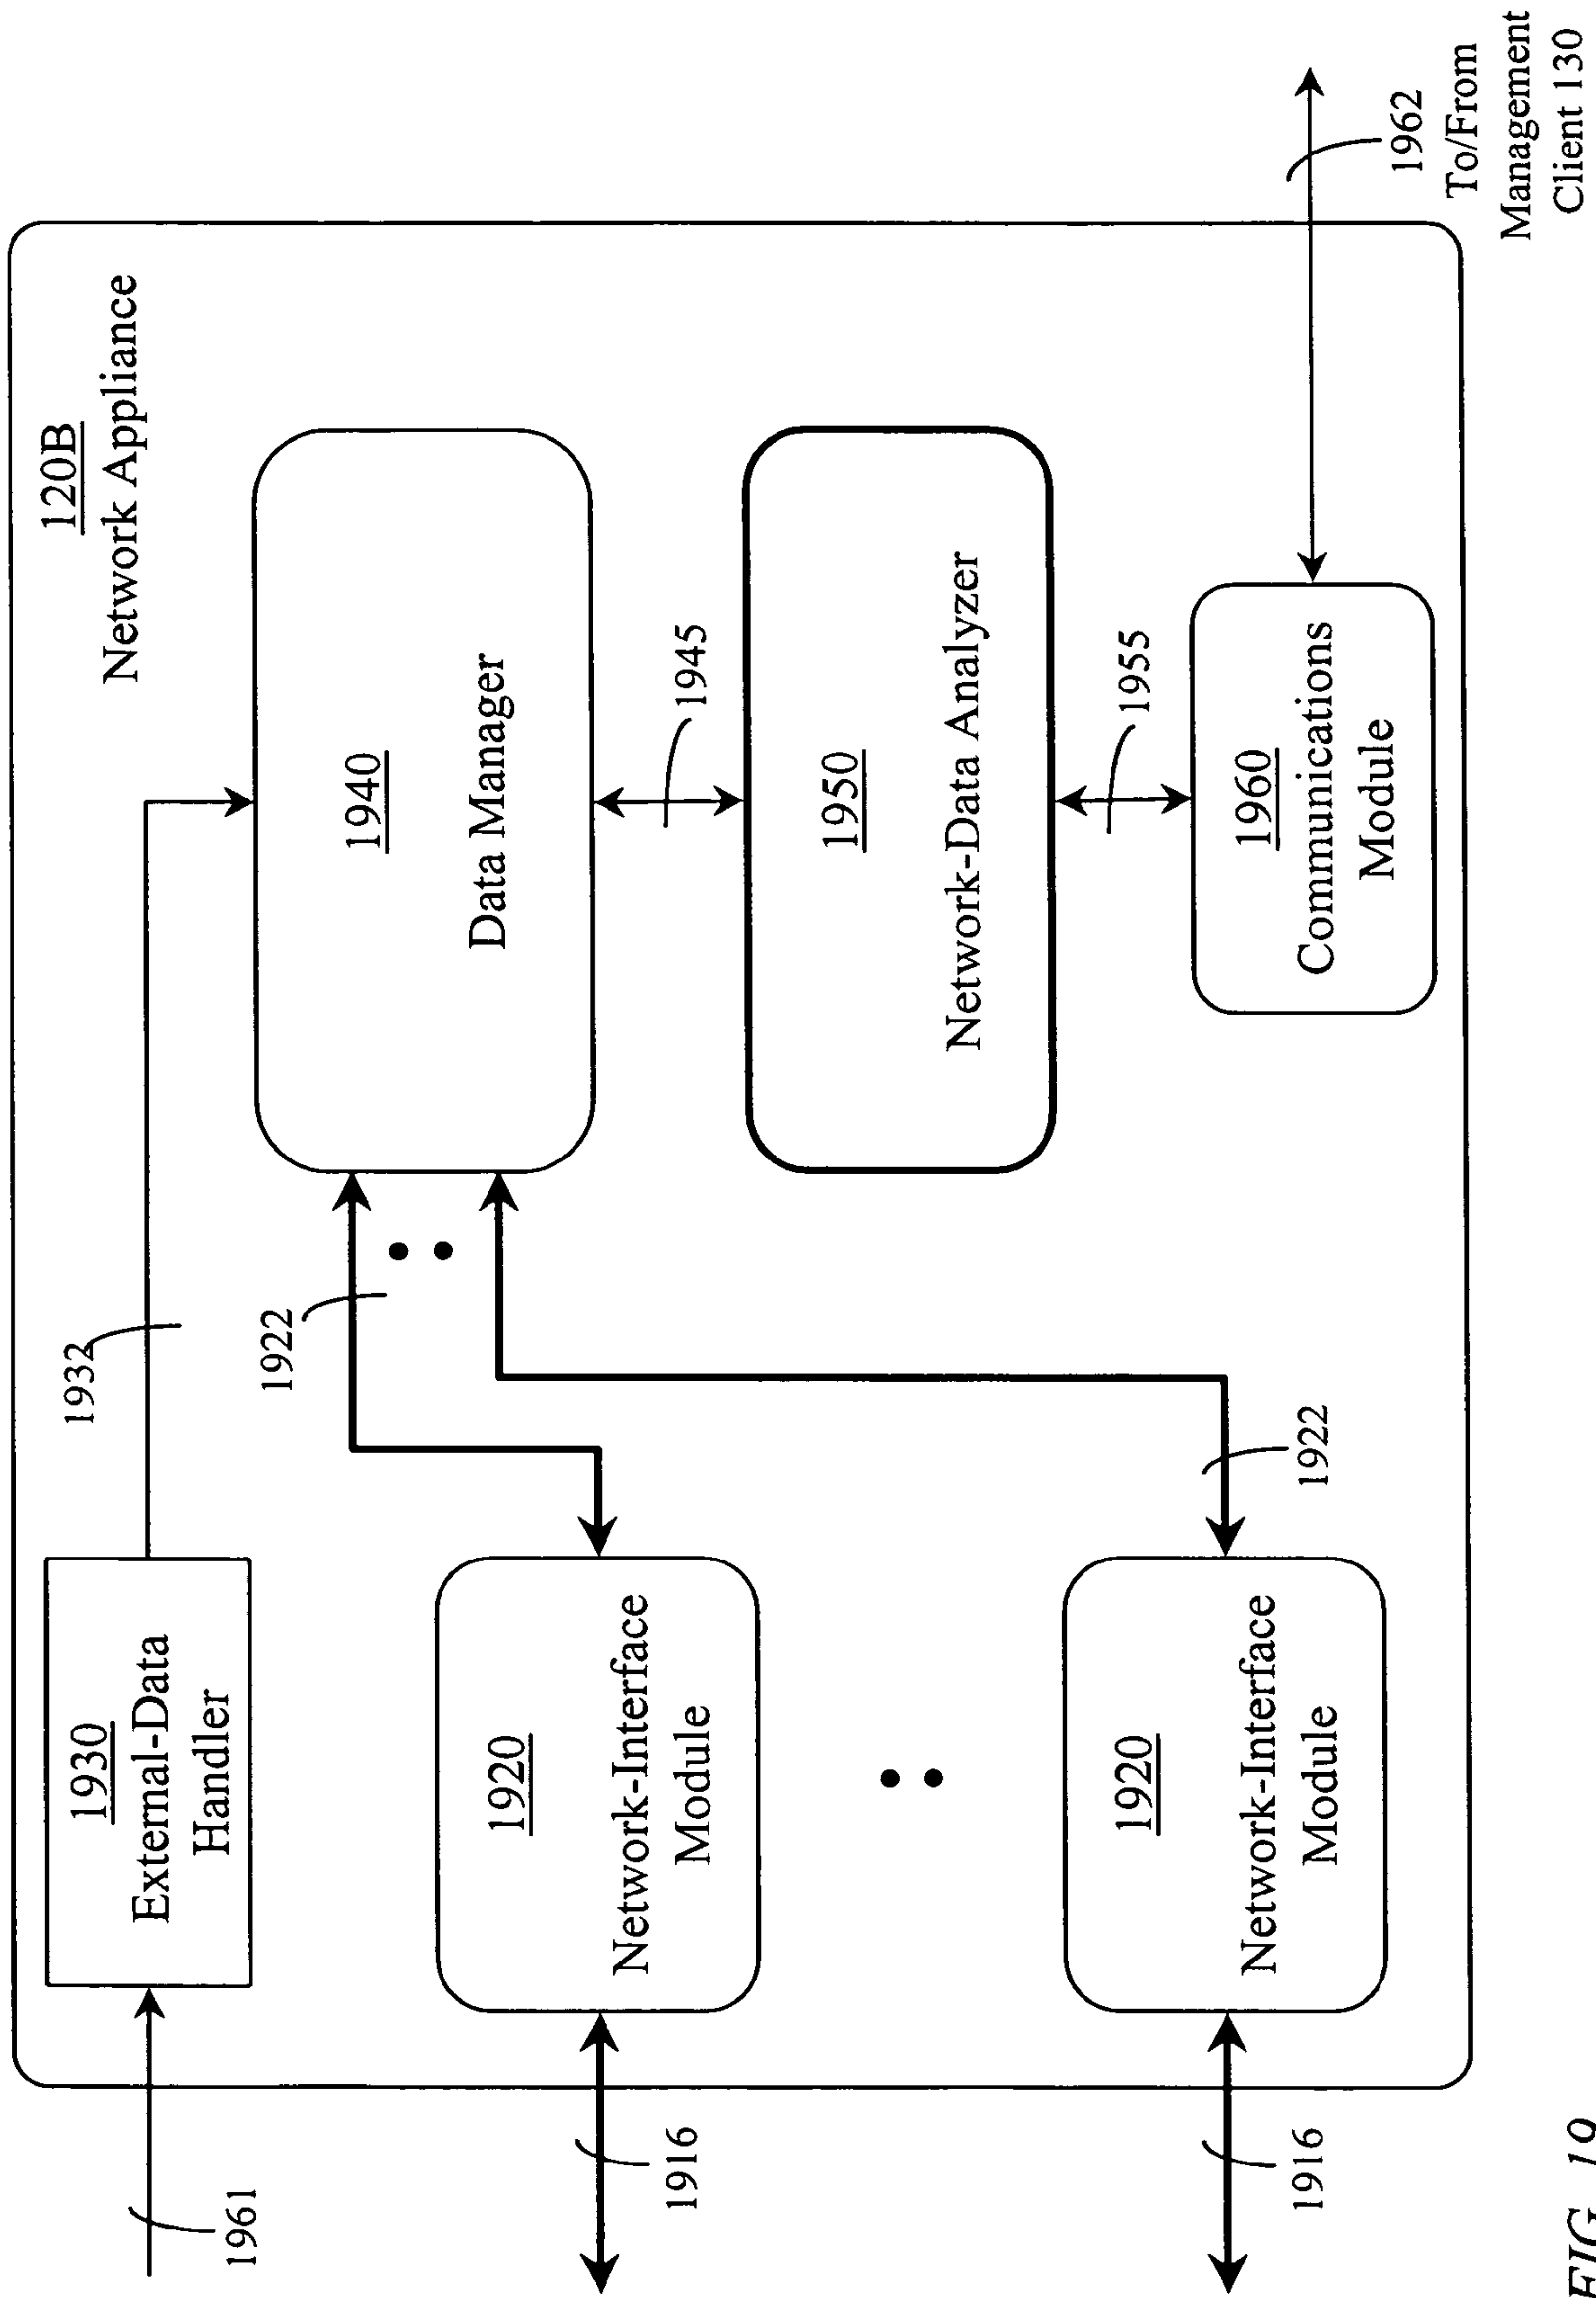 120B
Network Appliance
1961
1930
External-Data
Handler
1932
1940
Data Manager
1922
1916
1920
Network-Interface
Module
1945
1950
Network-Data Analyzer
1922
1916
1920
Network-Interface
Module
1955
1960
Communications
Module
1962
To/From
Management
Client 130
FIG. 19